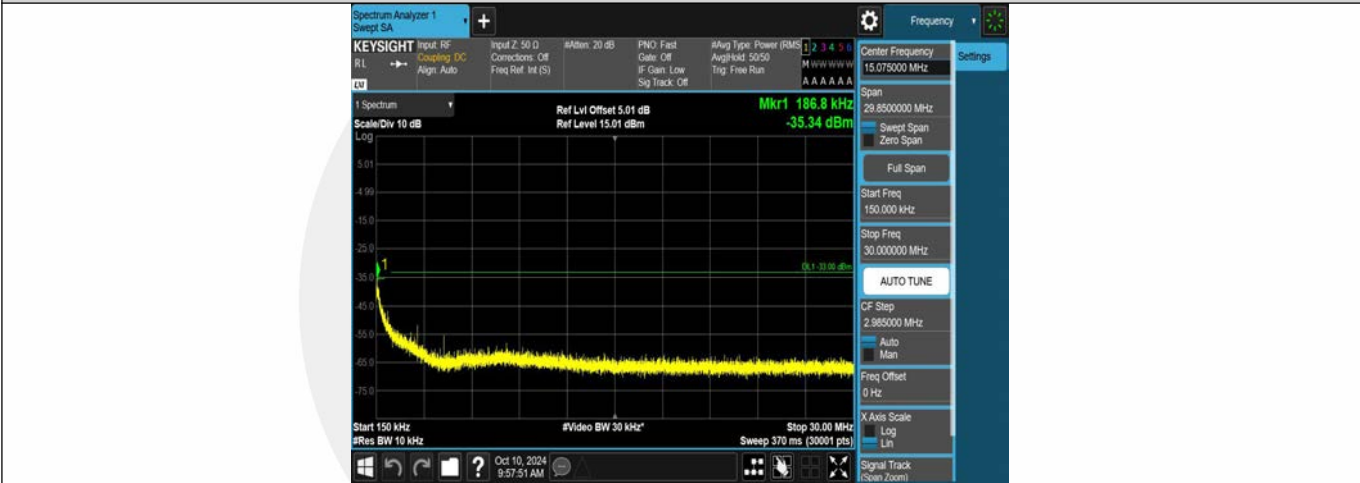 Spectrum Analyzer 1
Swept SA
+
Frequency
KEYSIGHT
RL
LXI
Input: RF
Coupling: DC
Align: Auto
Input Z: 50 Ω
Corrections: Off
Freq Ref: Int (S)
#Atten: 20 dB
PNO: Fast
Gate: Off
IF Gain: Low
Sig Track: Off
#Avg Type: Power (RMS
Avg|Hold: 50/50
Trig: Free Run
1 2 3 4 5 6
M W W W W W
A A A A A A
1 Spectrum
Scale/Div 10 dB
Log
Ref Lvl Offset 5.01 dB
Ref Level 15.01 dBm
Mkr1 186.8 kHz
-35.34 dBm
5.01
-4.99
-15.0
-25.0
-35.0
-45.0
-55.0
-65.0
-75.0
1
DL1 -33.00 dBm
Start 150 kHz
#Res BW 10 kHz
#Video BW 30 kHz*
Stop 30.00 MHz
Sweep 370 ms (30001 pts)
?
Oct 10, 2024
9:57:51 AM
Center Frequency
15.075000 MHz
Settings
Span
29.8500000 MHz
Swept Span
Zero Span
Full Span
Start Freq
150.000 kHz
Stop Freq
30.000000 MHz
AUTO TUNE
CF Step
2.985000 MHz
Auto
Man
Freq Offset
0 Hz
X Axis Scale
Log
Lin
Signal Track
(Span Zoom)